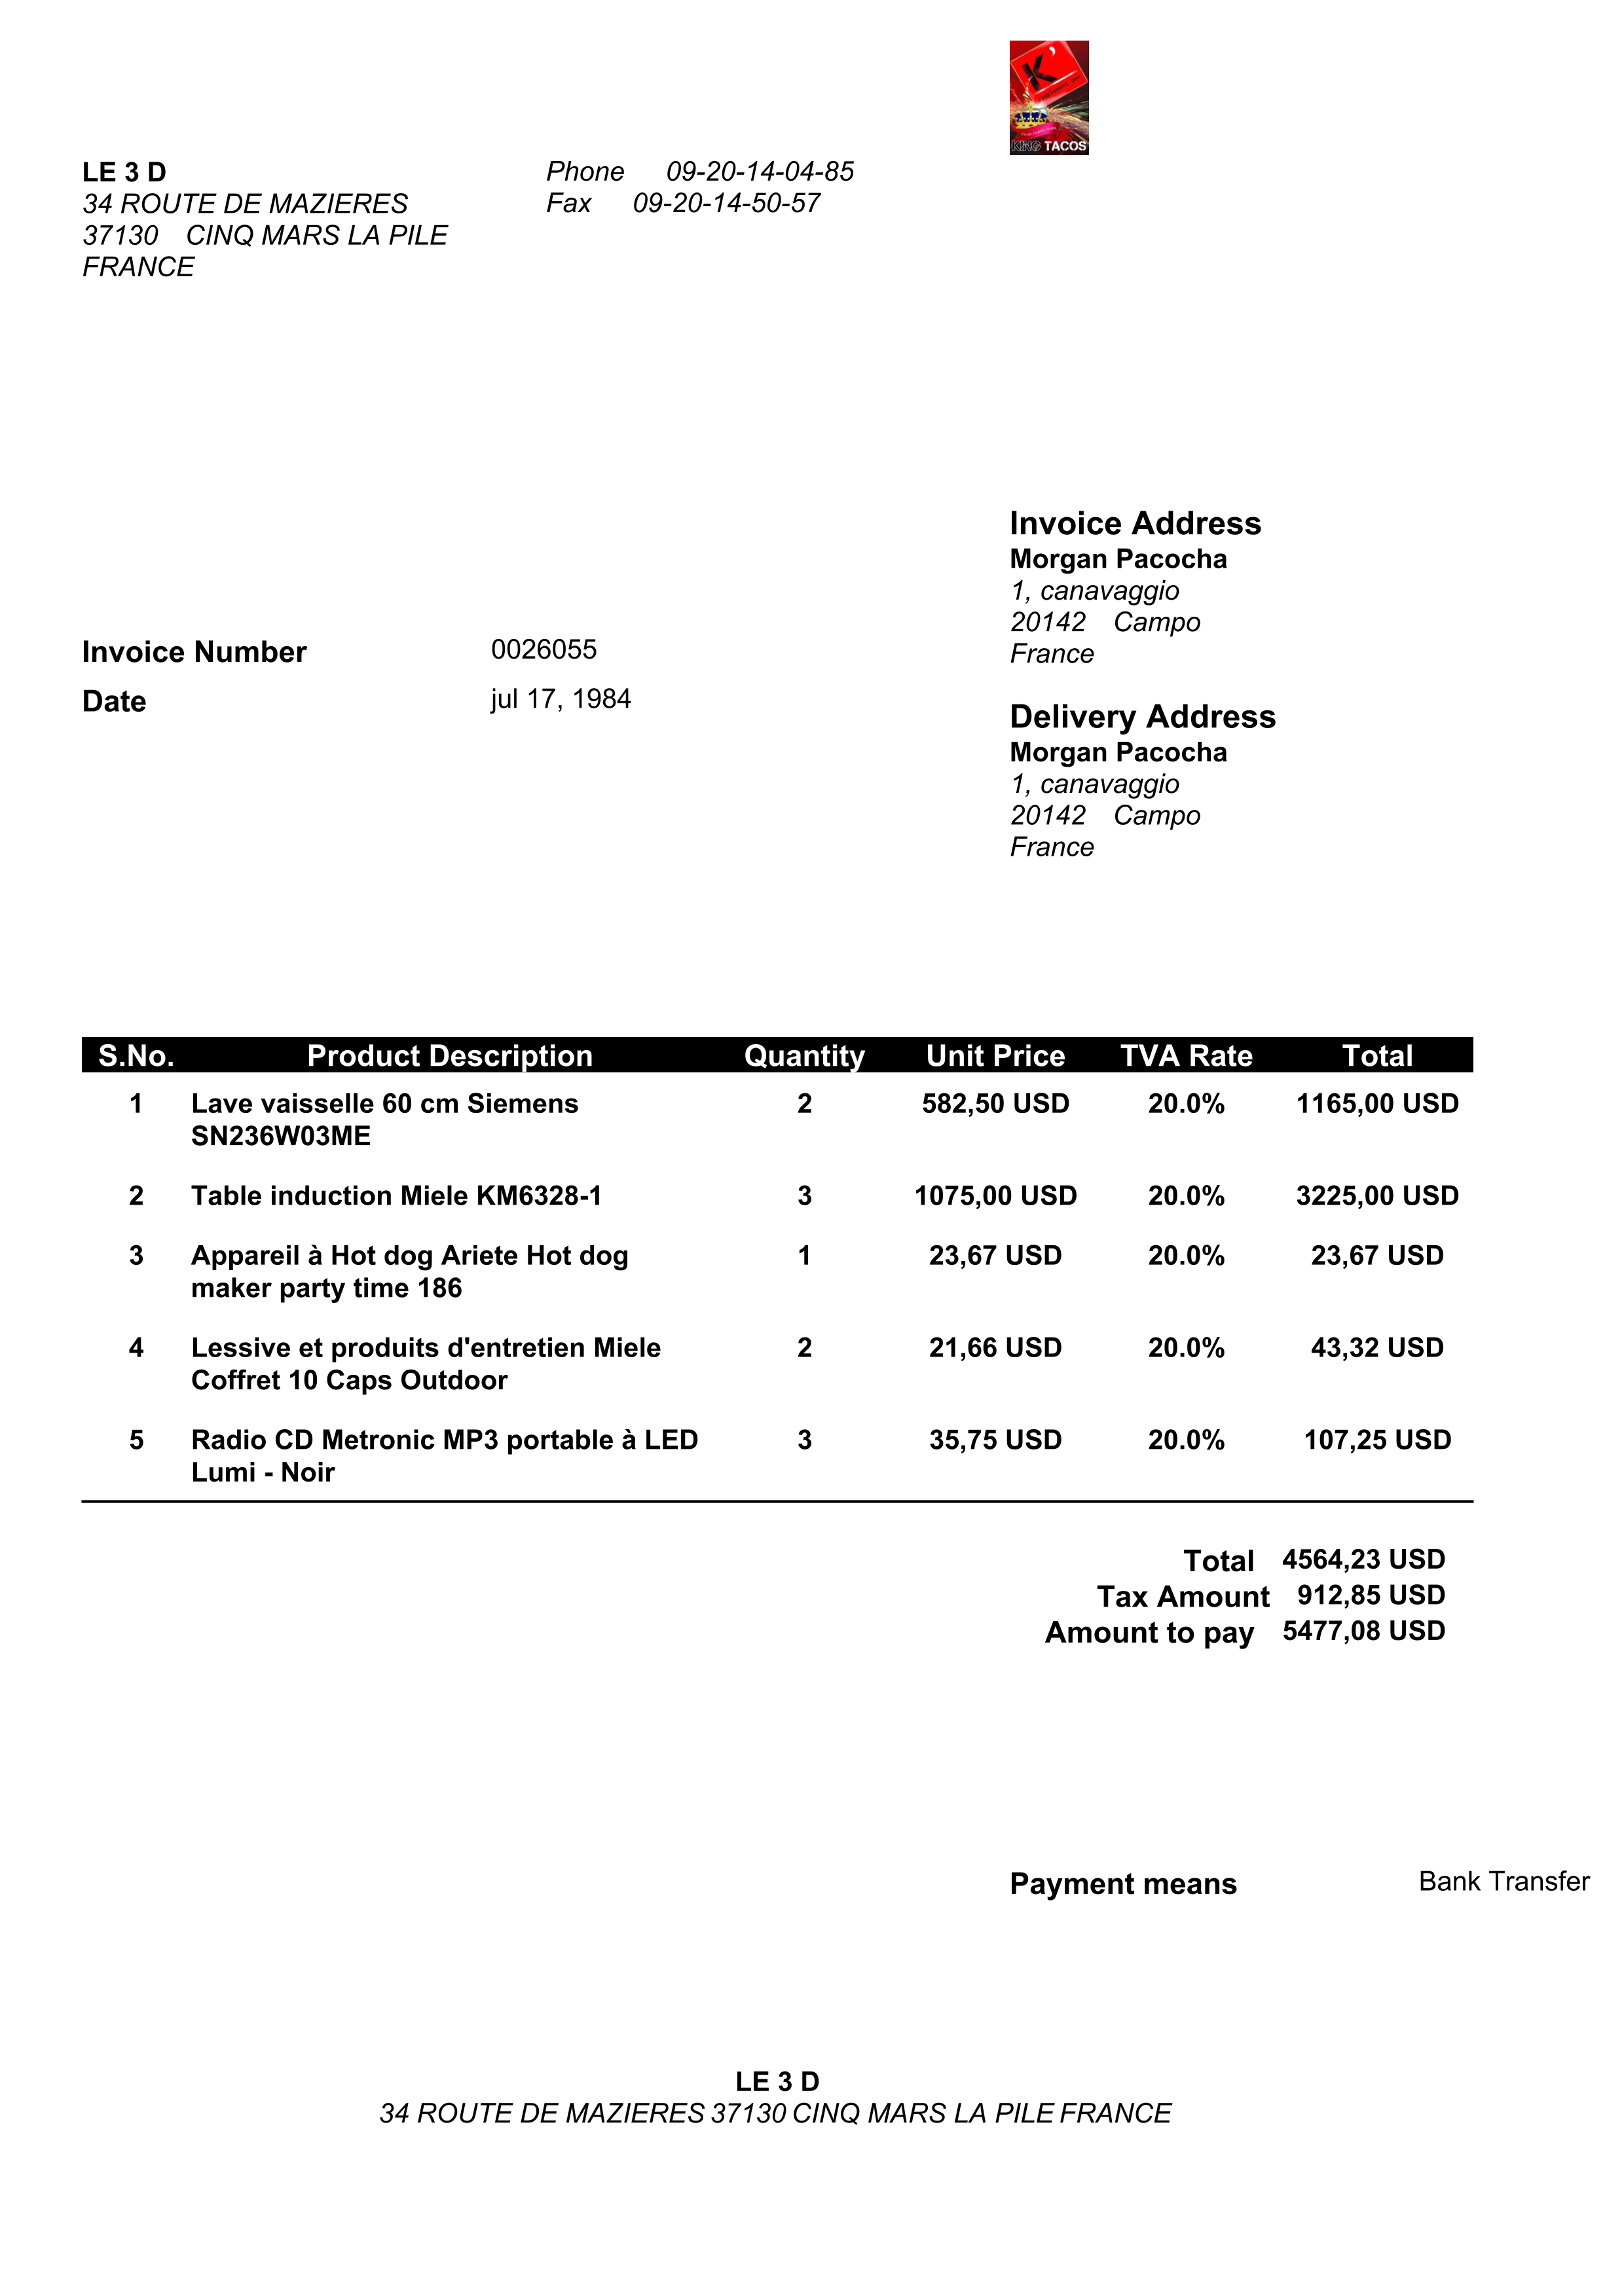 K'
KING TACOS
LE 3 D
34 ROUTE DE MAZIERES
37130 CINQ MARS LA PILE
FRANCE
Phone 09-20-14-04-85
Fax 09-20-14-50-57
Invoice Address
Morgan Pacocha
1, canavaggio
20142 Campo
France
Invoice Number 0026055
Date jul 17, 1984
Delivery Address
Morgan Pacocha
1, canavaggio
20142 Campo
France
S.No. Product Description Quantity Unit Price TVA Rate Total
1 Lave vaisselle 60 cm Siemens 2 582,50 USD 20.0% 1165,00 USD
SN236W03ME
2 Table induction Miele KM6328-1 3 1075,00 USD 20.0% 3225,00 USD
3 Appareil à Hot dog Ariete Hot dog 1 23,67 USD 20.0% 23,67 USD
maker party time 186
4 Lessive et produits d'entretien Miele 2 21,66 USD 20.0% 43,32 USD
Coffret 10 Caps Outdoor
5 Radio CD Metronic MP3 portable à LED 3 35,75 USD 20.0% 107,25 USD
Lumi - Noir
Total 4564,23 USD
Tax Amount 912,85 USD
Amount to pay 5477,08 USD
Payment means Bank Transfer
LE 3 D
34 ROUTE DE MAZIERES 37130 CINQ MARS LA PILE FRANCE